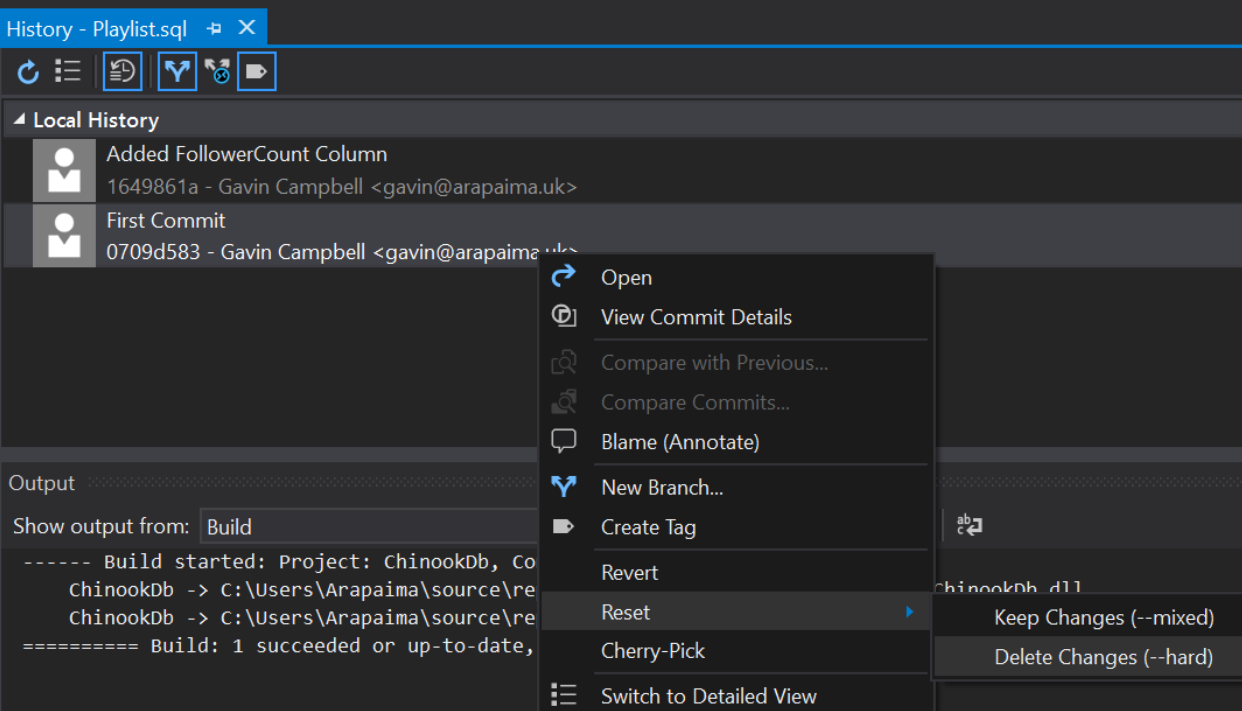 History - Playlist.sql
Local History
Added FollowerCount Column
1649861a - Gavin Campbell <gavin@arapaima.uk>
First Commit
0709d583 - Gavin Campbell <gavin@arapaima.uk>
Open
View Commit Details
Compare with Previous...
Compare Commits...
Blame (Annotate)
New Branch...
Create Tag
Revert
Reset
Keep Changes (--mixed)
Delete Changes (--hard)
Cherry-Pick
Switch to Detailed View
Output
Show output from: Build
------ Build started: Project: ChinookDb, Co
ChinookDb -> C:\Users\Arapaima\source\re ChinookDb.dll
ChinookDb -> C:\Users\Arapaima\source\re
========== Build: 1 succeeded or up-to-date,